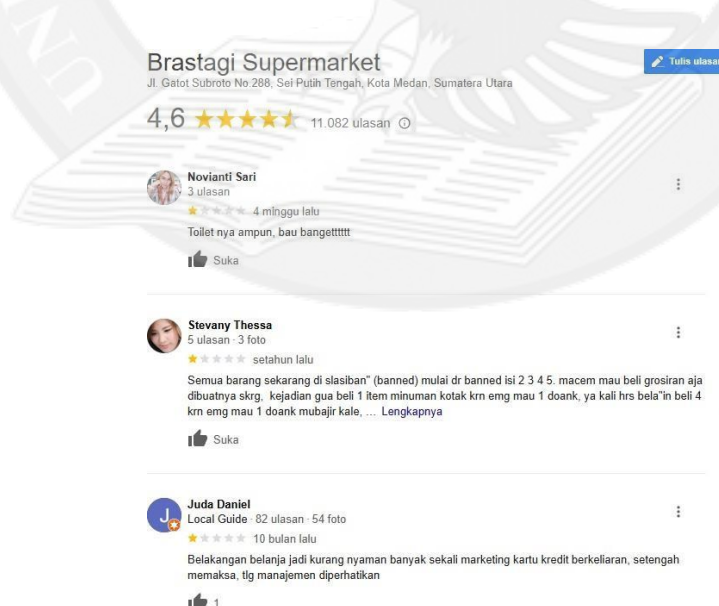 Brastagi Supermarket
Tulis ulasan
Jl. Gatot Subroto No.288, Sei Putih Tengah, Kota Medan, Sumatera Utara
4,6 11.082 ulasan
Novianti Sari
3 ulasan
4 minggu lalu
Toilet nya ampun, bau bangetttttt
Suka
Stevany Thessa
5 ulasan · 3 foto
setahun lalu
Semua barang sekarang di slasiban" (banned) mulai dr banned isi 2 3 4 5. macem mau beli grosiran aja
dibuatnya skrg, kejadian gua beli 1 item minuman kotak krn emg mau 1 doank, ya kali hrs bela"in beli 4
krn emg mau 1 doank mubajir kale, ... Lengkapnya
Suka
J
Juda Daniel
Local Guide · 82 ulasan · 54 foto
10 bulan lalu
Belakangan belanja jadi kurang nyaman banyak sekali marketing kartu kredit berkeliaran, setengah
memaksa, tlg manajemen diperhatikan
1